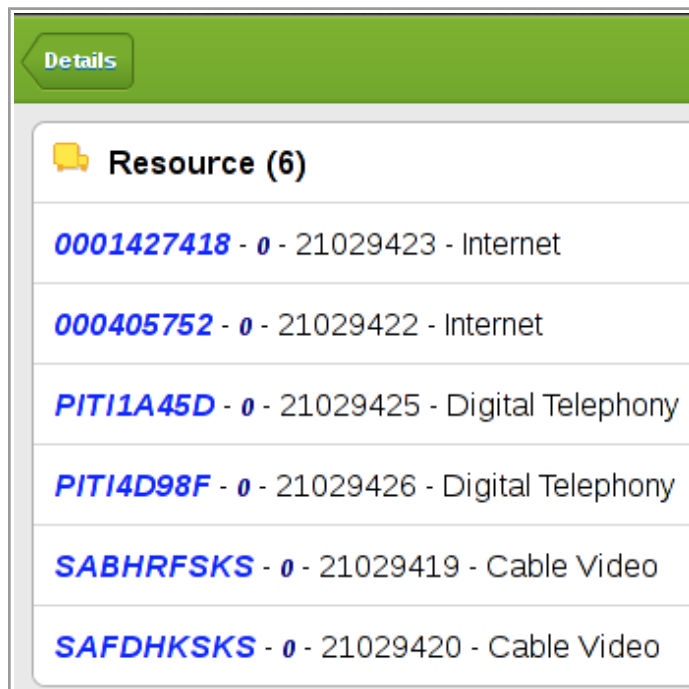 Details
Resource (6)
0001427418 - 0 - 21029423 - Internet
000405752 - 0 - 21029422 - Internet
PITI1A45D - 0 - 21029425 - Digital Telephony
PITI4D98F - 0 - 21029426 - Digital Telephony
SABHRFSKS - 0 - 21029419 - Cable Video
SAFDHKSKS - 0 - 21029420 - Cable Video